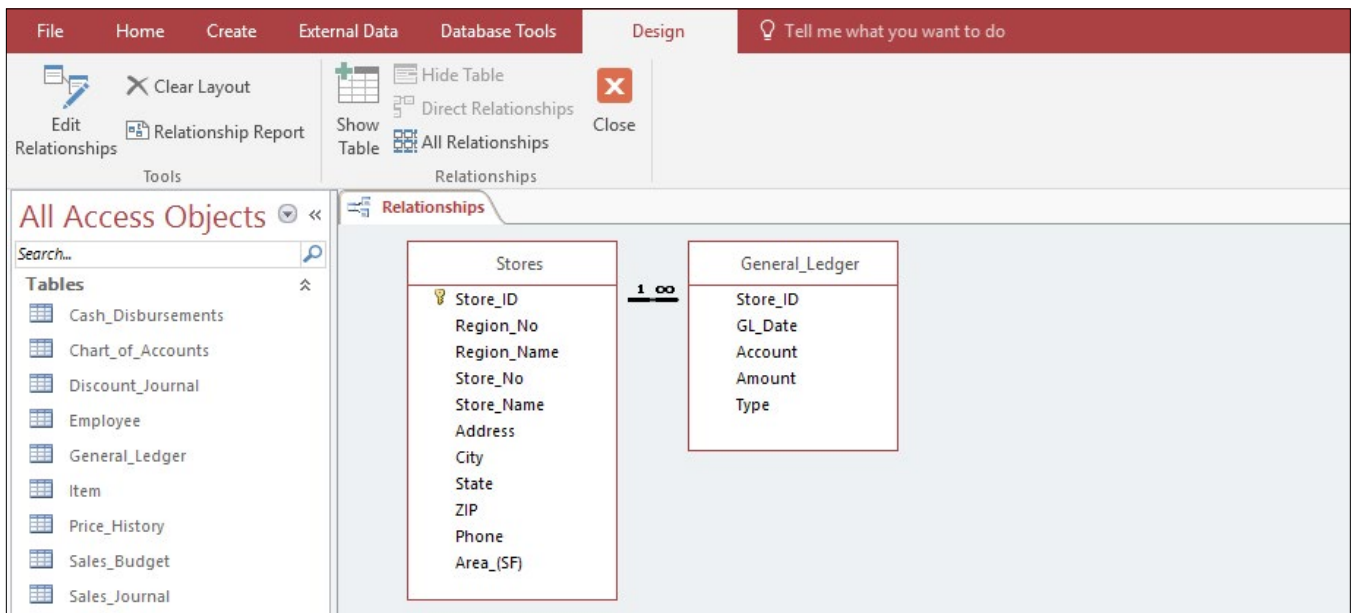 File Home Create External Data Database Tools Design Tell me what you want to do
Edit Relationships
Clear Layout
Relationship Report
Tools
Show Table
Hide Table
Direct Relationships
All Relationships
Relationships
Close
All Access Objects «
Search...
Tables
Cash_Disbursements
Chart_of_Accounts
Discount_Journal
Employee
General_Ledger
Item
Price_History
Sales_Budget
Sales_Journal
Relationships
Stores
Store_ID
Region_No
Region_Name
Store_No
Store_Name
Address
City
State
ZIP
Phone
Area_(SF)
1 ∞
General_Ledger
Store_ID
GL_Date
Account
Amount
Type